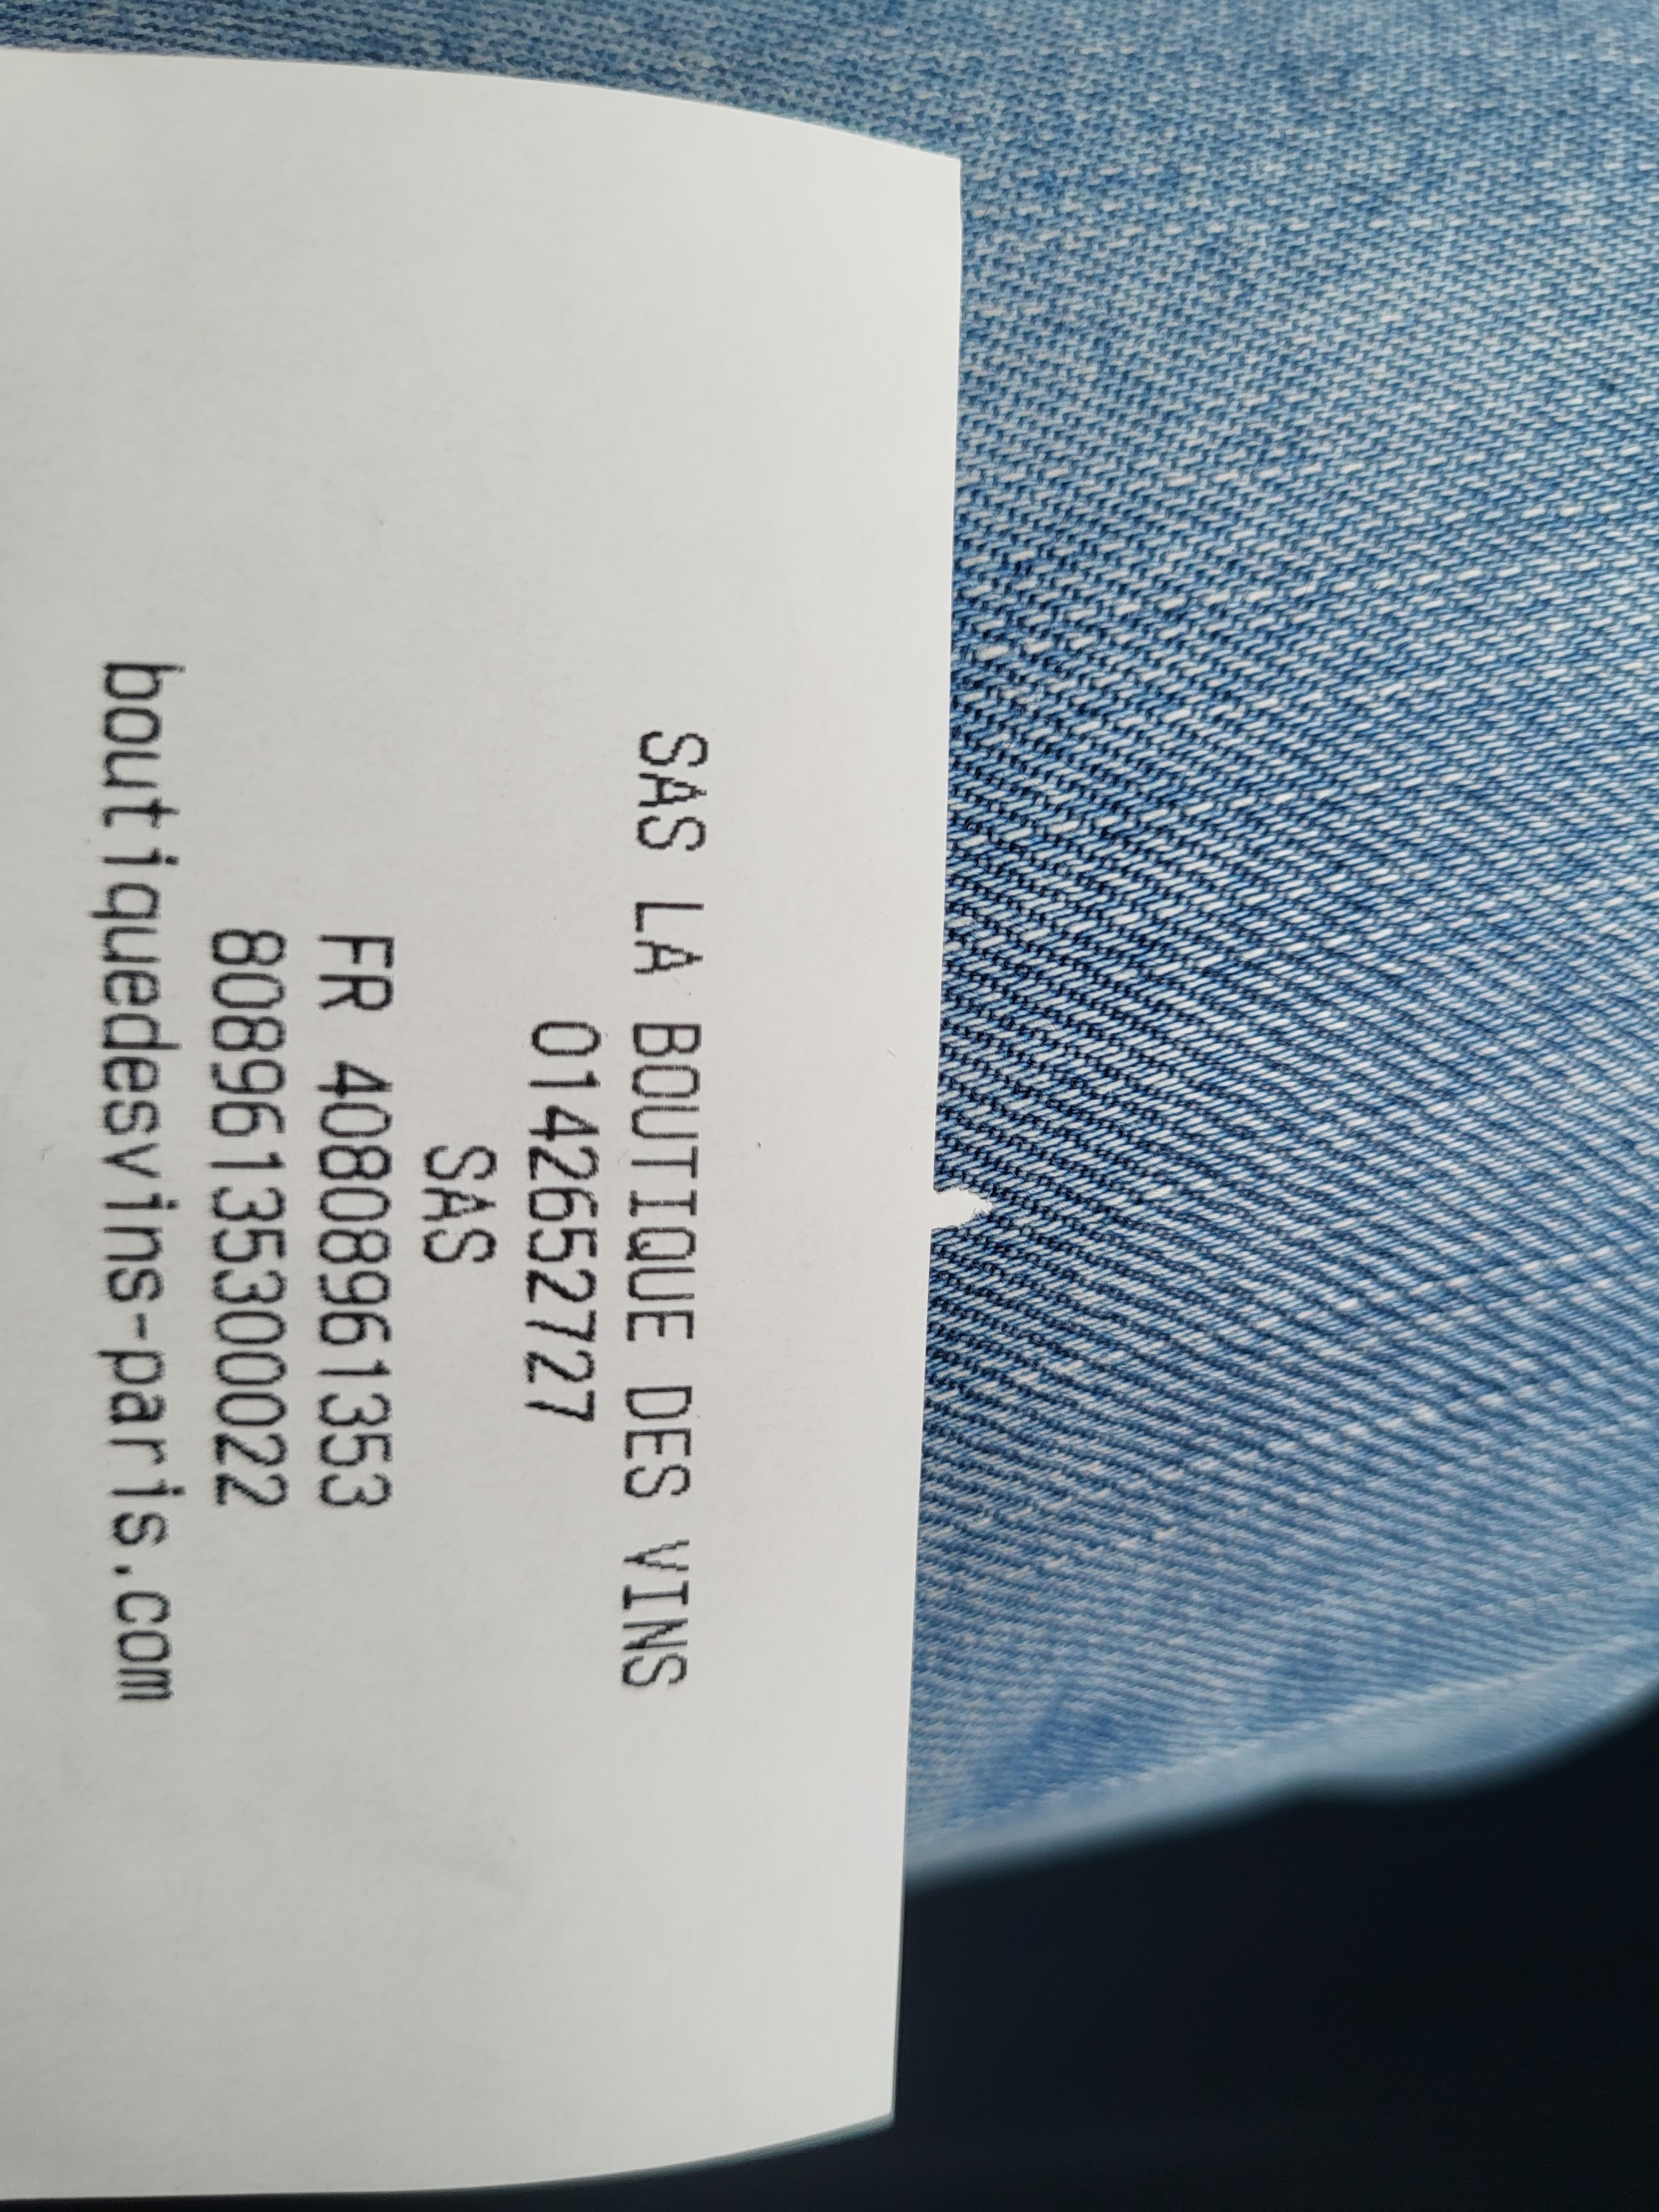 SAS LA BOUTIQUE DES VINS
0142652727
SAS
FR 40808961353
80896135300022
boutiquedesvins-paris.com